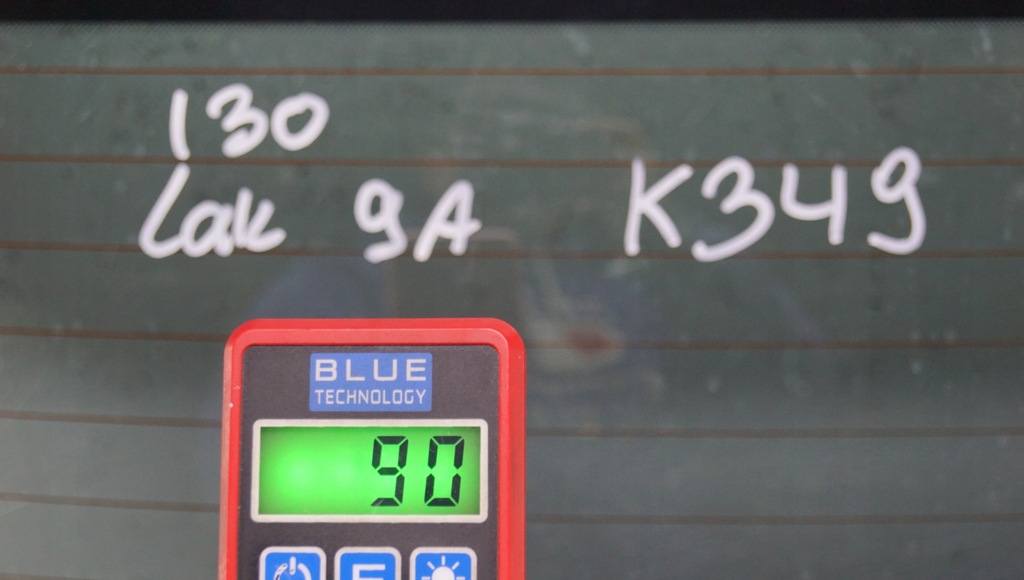 130
Lak 9A K349
BLUE
TECHNOLOGY
90
F